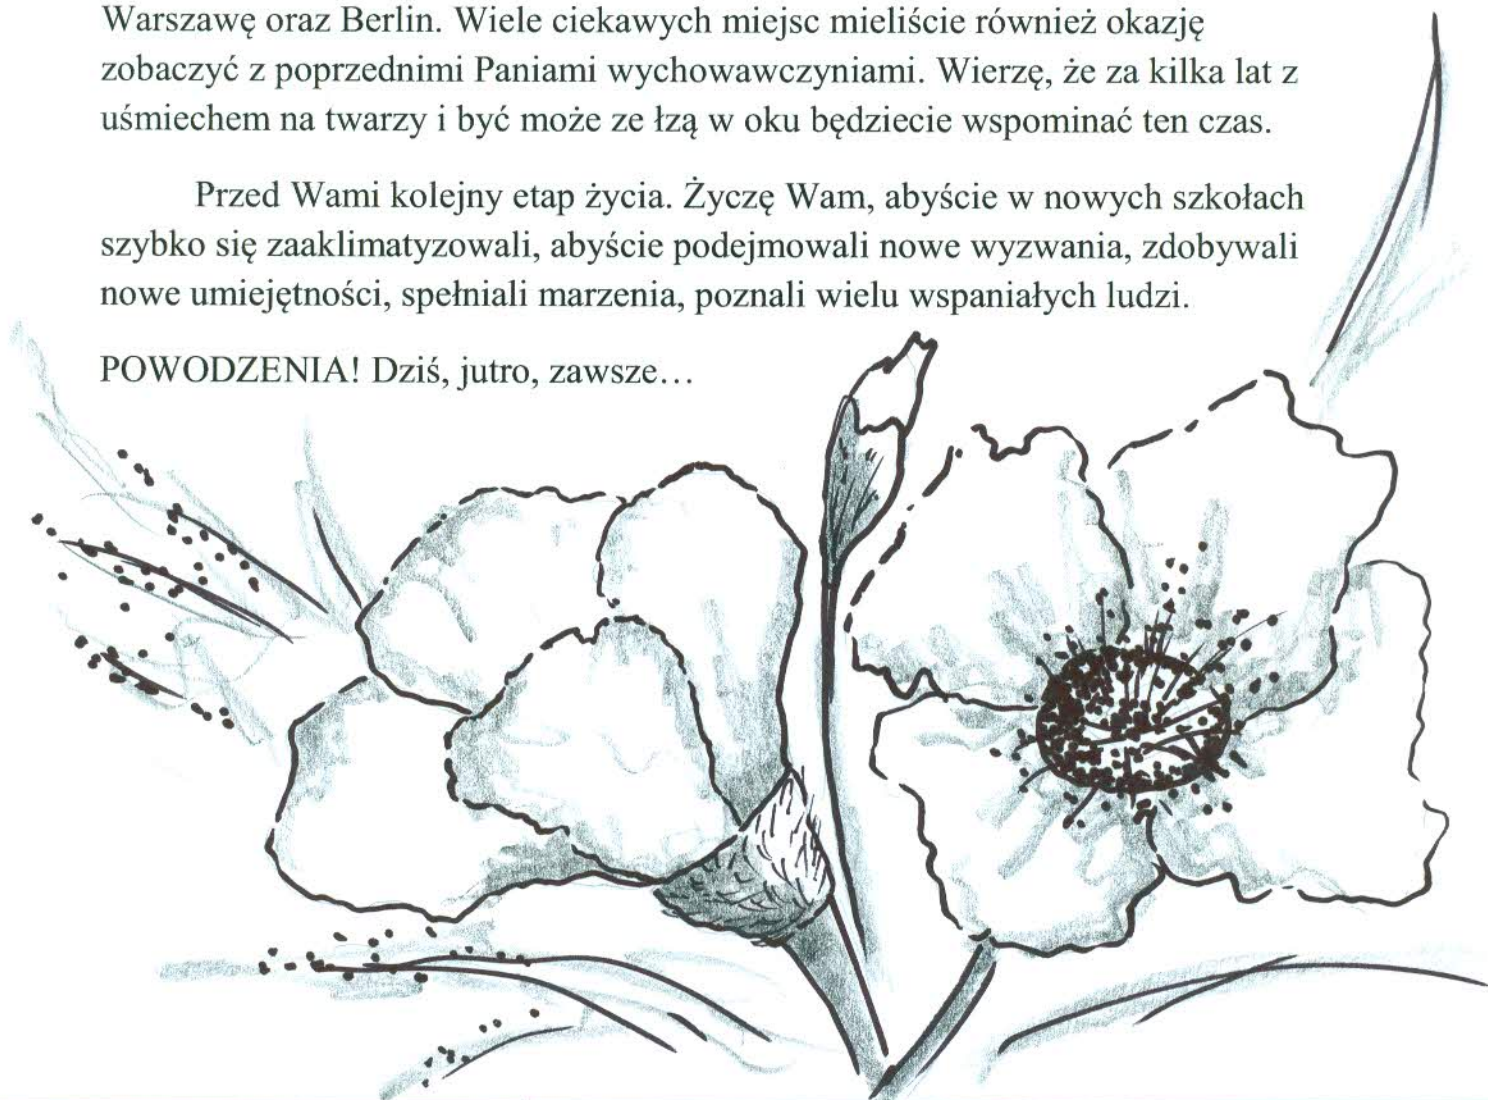 Warszawę oraz Berlin. Wiele ciekawych miejsc mieliście również okazję
zobaczyć z poprzednimi Paniami wychowawczyniami. Wierzę, że za kilka lat z
uśmiechem na twarzy i być może ze łzą w oku będziecie wspominać ten czas.
Przed Wami kolejny etap życia. Życzę Wam, abyście w nowych szkołach
szybko się zaaklimatyzowali, abyście podejmowali nowe wyzwania, zdobywali
nowe umiejętności, spełniali marzenia, poznali wielu wspaniałych ludzi.
POWODZENIA! Dziś, jutro, zawsze…